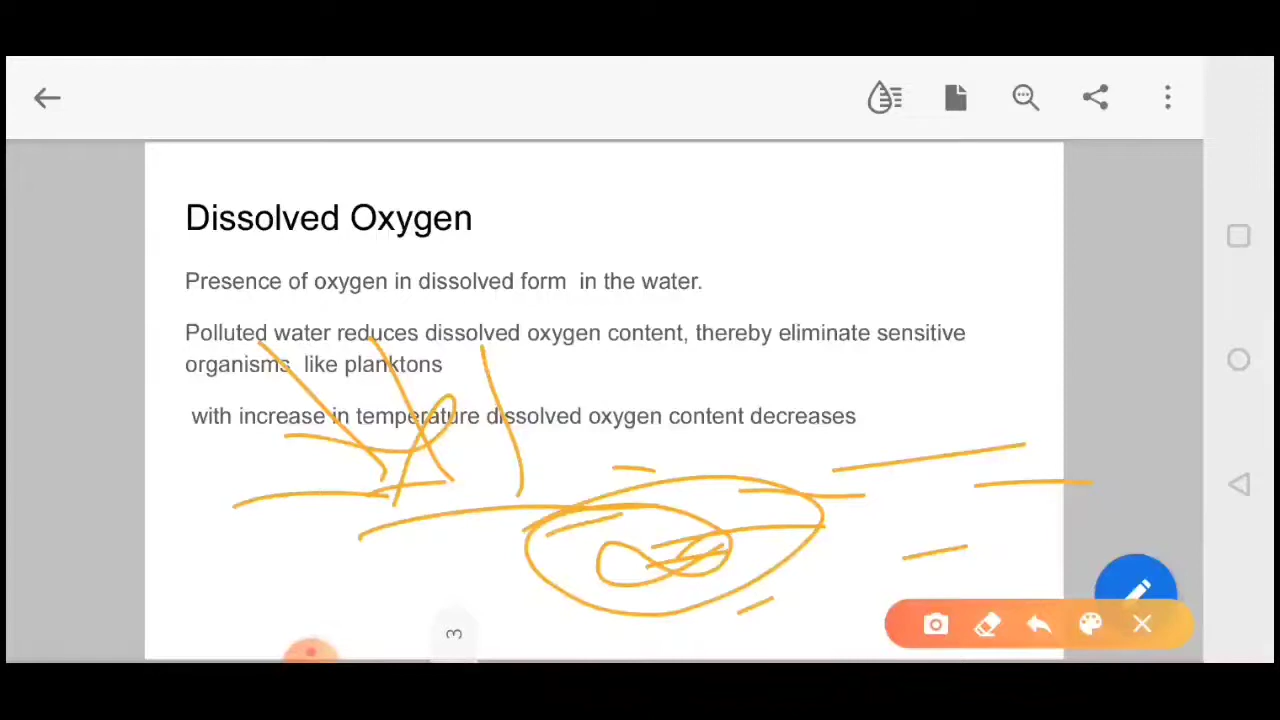 Dissolved Oxygen
Presence of oxygen in dissolved form in the water.
Polluted water reduces dissolved oxygen content, thereby eliminate sensitive
organisms like planktons
with increase in temperature dissolved oxygen content decreases
3